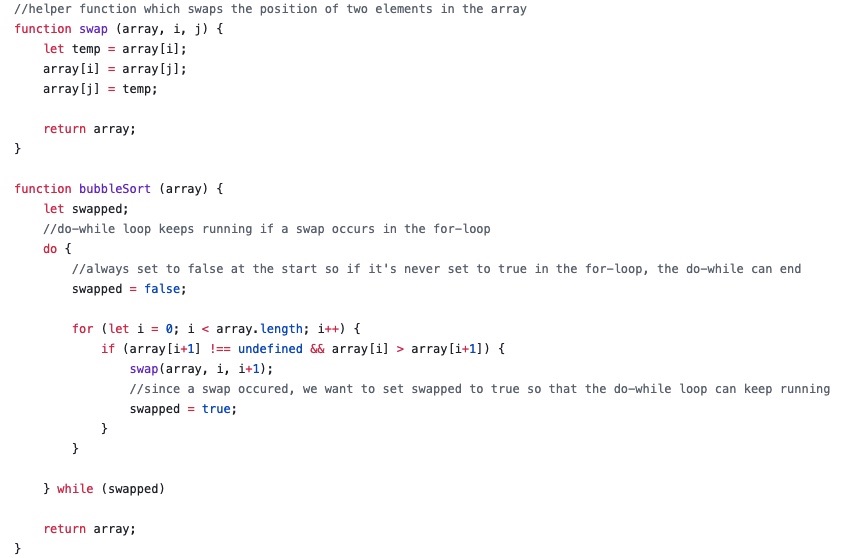 //helper function which swaps the position of two elements in the array
function swap (array, i, j) {
    let temp = array[i];
    array[i] = array[j];
    array[j] = temp;

    return array;
}

function bubbleSort (array) {
    let swapped;
    //do-while loop keeps running if a swap occurs in the for-loop
    do {
        //always set to false at the start so if it's never set to true in the for-loop, the do-while can end
        swapped = false;

        for (let i = 0; i < array.length; i++) {
            if (array[i+1] !== undefined && array[i] > array[i+1]) {
                swap(array, i, i+1);
                //since a swap occured, we want to set swapped to true so that the do-while loop can keep running
                swapped = true;
            }
        }

    } while (swapped)

    return array;
}